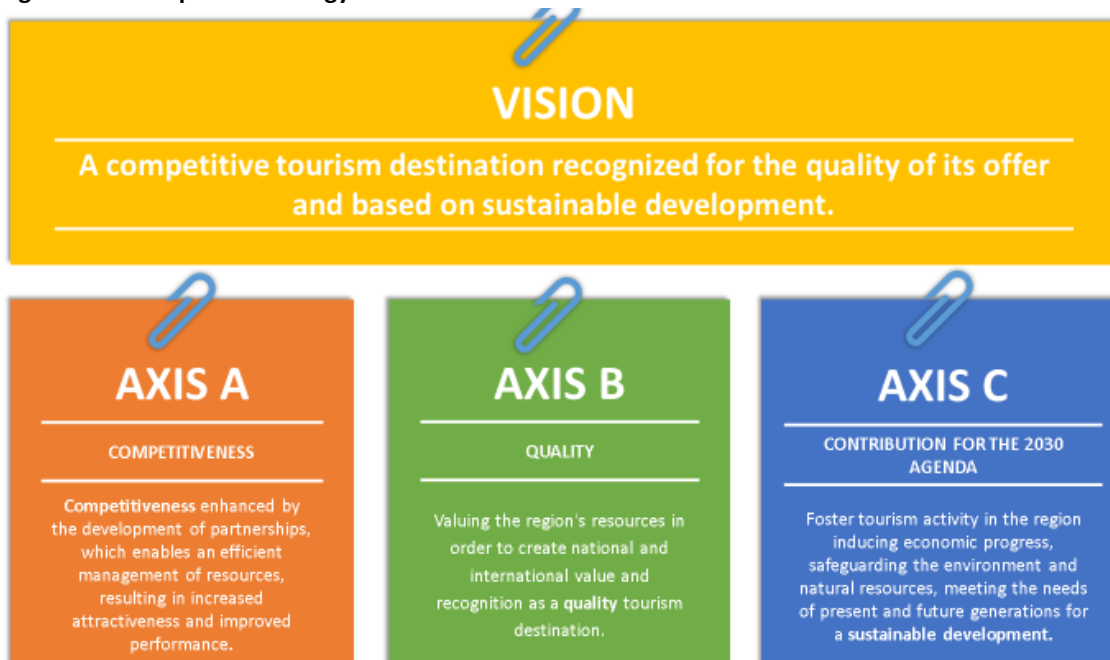 VISION
A competitive tourism destination recognized for the quality of its offer
and based on sustainable development.
AXIS A
COMPETITIVENESS
Competitiveness enhanced by
the development of partnerships,
which enables an efficient
management of resources,
resulting in increased
attractiveness and improved
performance.
AXIS B
QUALITY
Valuing the region's resources in
order to create national and
international value and
recognition as a quality tourism
destination.
AXIS C
CONTRIBUTION FOR THE 2030
AGENDA
Foster tourism activity in the region
inducing economic progress,
safeguarding the environment and
natural resources, meeting the needs
of present and future generations for
a sustainable development.